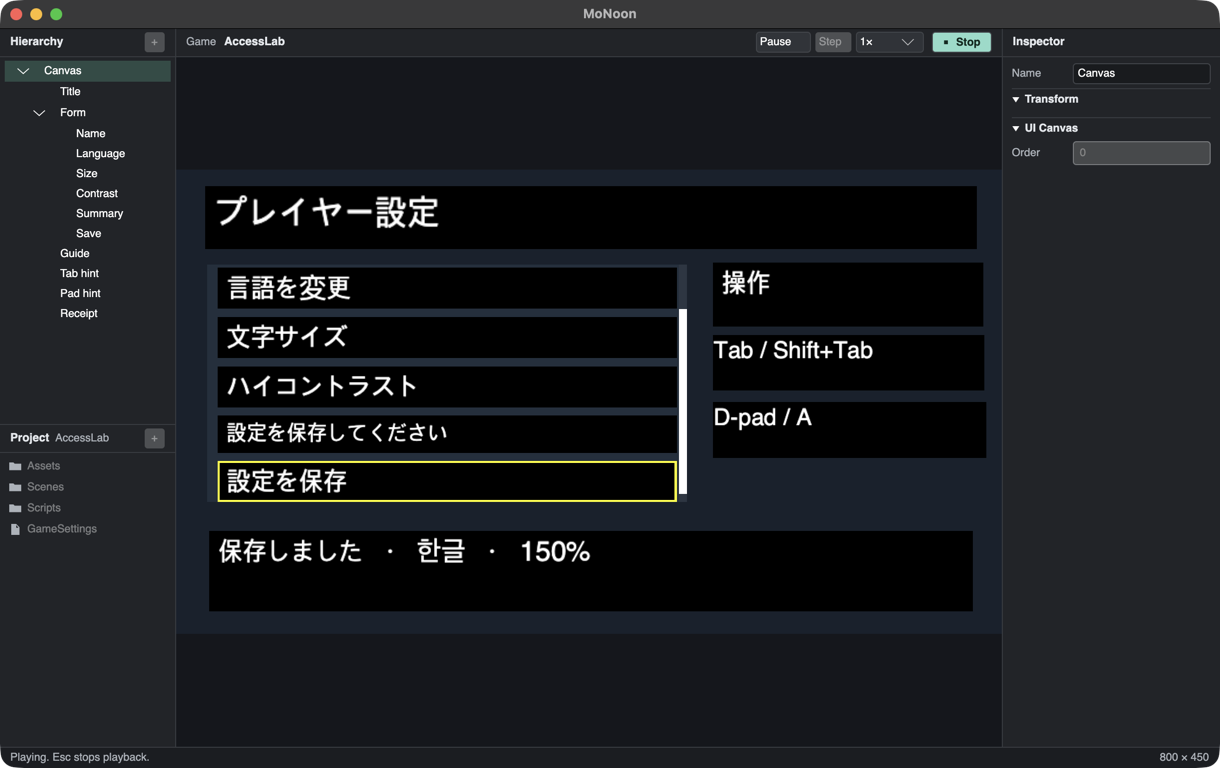 MoNoon
Hierarchy
+
Game AccessLab
Pause
Step
1×
Stop
Inspector
Canvas
Title
Form
Name
Language
Size
Contrast
Summary
Save
Guide
Tab hint
Pad hint
Receipt
Project AccessLab
+
Assets
Scenes
Scripts
GameSettings
プレイヤー設定
言語を変更
文字サイズ
ハイコントラスト
設定を保存してください
設定を保存
操作
Tab / Shift+Tab
D-pad / A
保存しました ・ 한글 ・ 150%
Name Canvas
Transform
UI Canvas
Order 0
Playing. Esc stops playback.
800 × 450